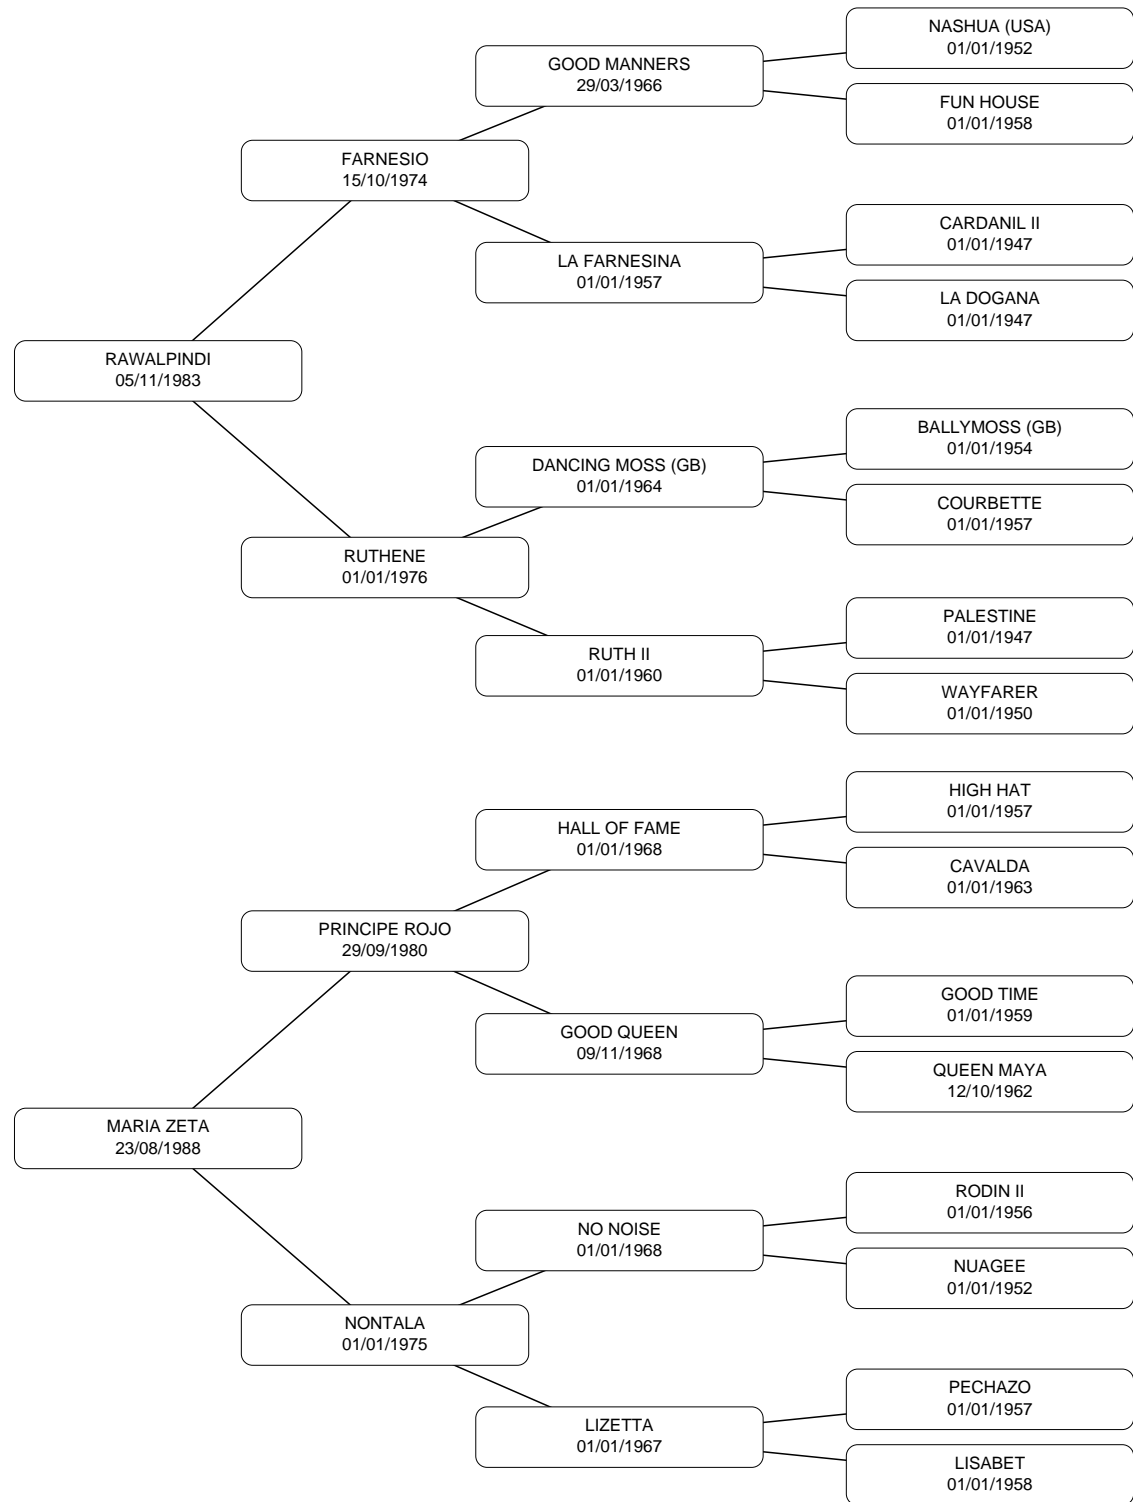 NASHUA (USA)
01/01/1952
GOOD MANNERS
29/03/1966
FUN HOUSE
01/01/1958
FARNESIO
15/10/1974
CARDANIL II
01/01/1947
LA FARNESINA
01/01/1957
LA DOGANA
01/01/1947
RAWALPINDI
05/11/1983
BALLYMOSS (GB)
01/01/1954
DANCING MOSS (GB)
01/01/1964
COURBETTE
01/01/1957
RUTHENE
01/01/1976
PALESTINE
01/01/1947
RUTH II
01/01/1960
WAYFARER
01/01/1950
HIGH HAT
01/01/1957
HALL OF FAME
01/01/1968
CAVALDA
01/01/1963
PRINCIPE ROJO
29/09/1980
GOOD TIME
01/01/1959
GOOD QUEEN
09/11/1968
QUEEN MAYA
12/10/1962
MARIA ZETA
23/08/1988
RODIN II
01/01/1956
NO NOISE
01/01/1968
NUAGEE
01/01/1952
NONTALA
01/01/1975
PECHAZO
01/01/1957
LIZETTA
01/01/1967
LISABET
01/01/1958